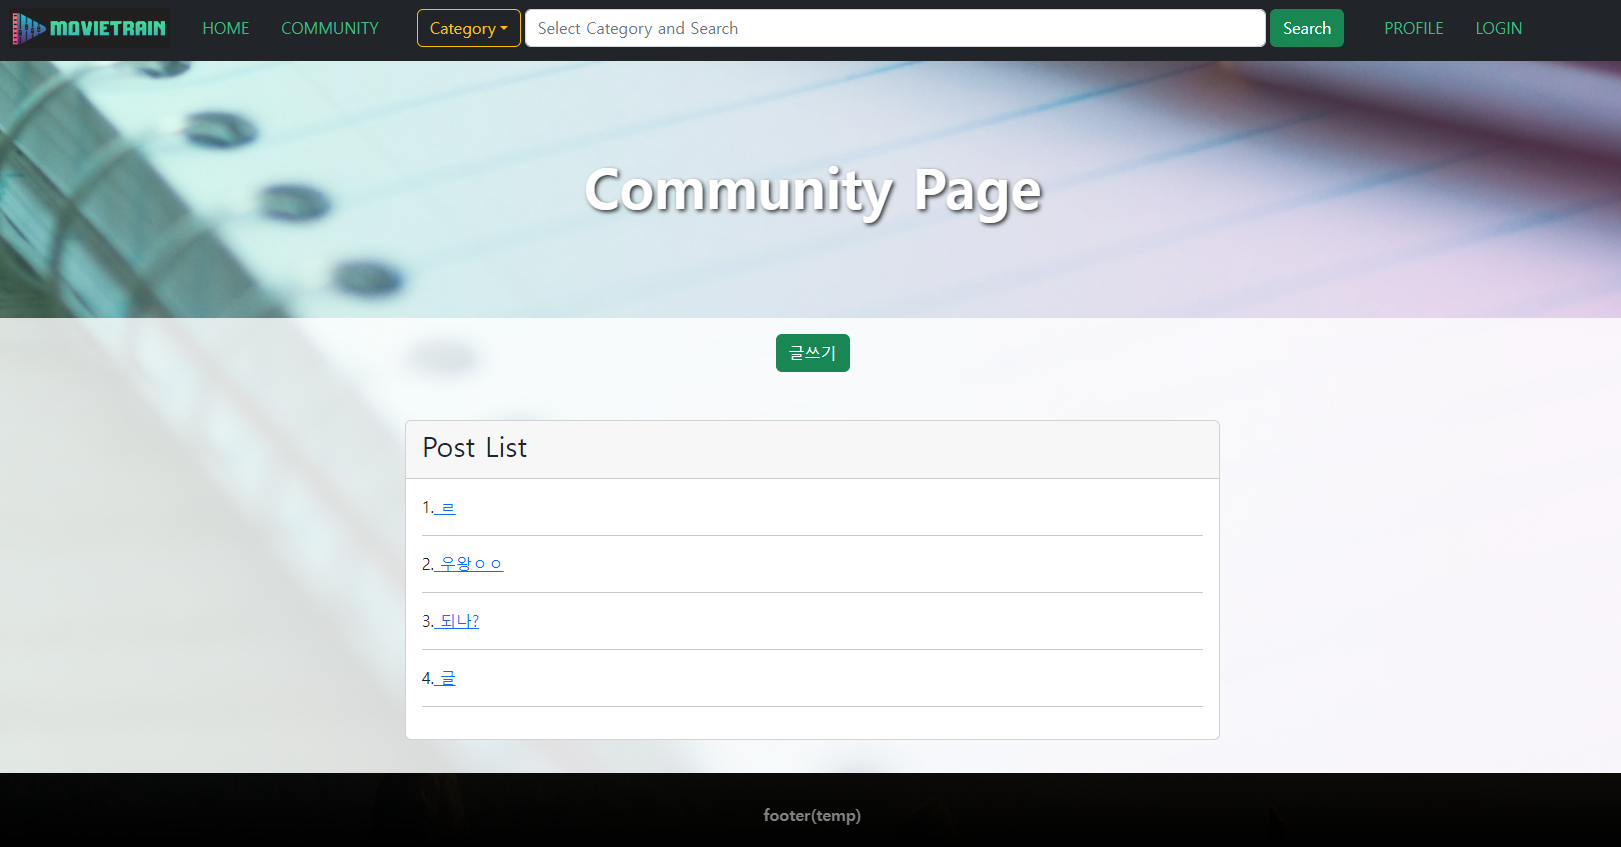 MOVIETRAIN HOME COMMUNITY Category Select Category and Search Search PROFILE LOGIN
Community Page
글쓰기
Post List
1. ㄹ
2. 우왕ㅇㅇ
3. 되나?
4. 글
footer(temp)